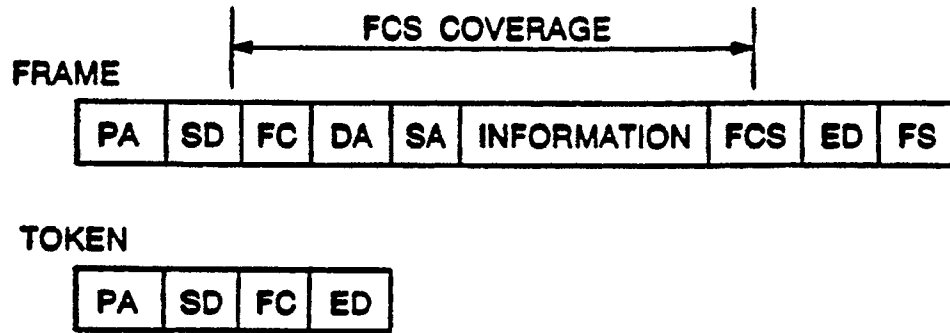 FCS COVERAGE
FRAME
PA SD FC DA SA INFORMATION FCS ED FS
TOKEN
PA SD FC ED